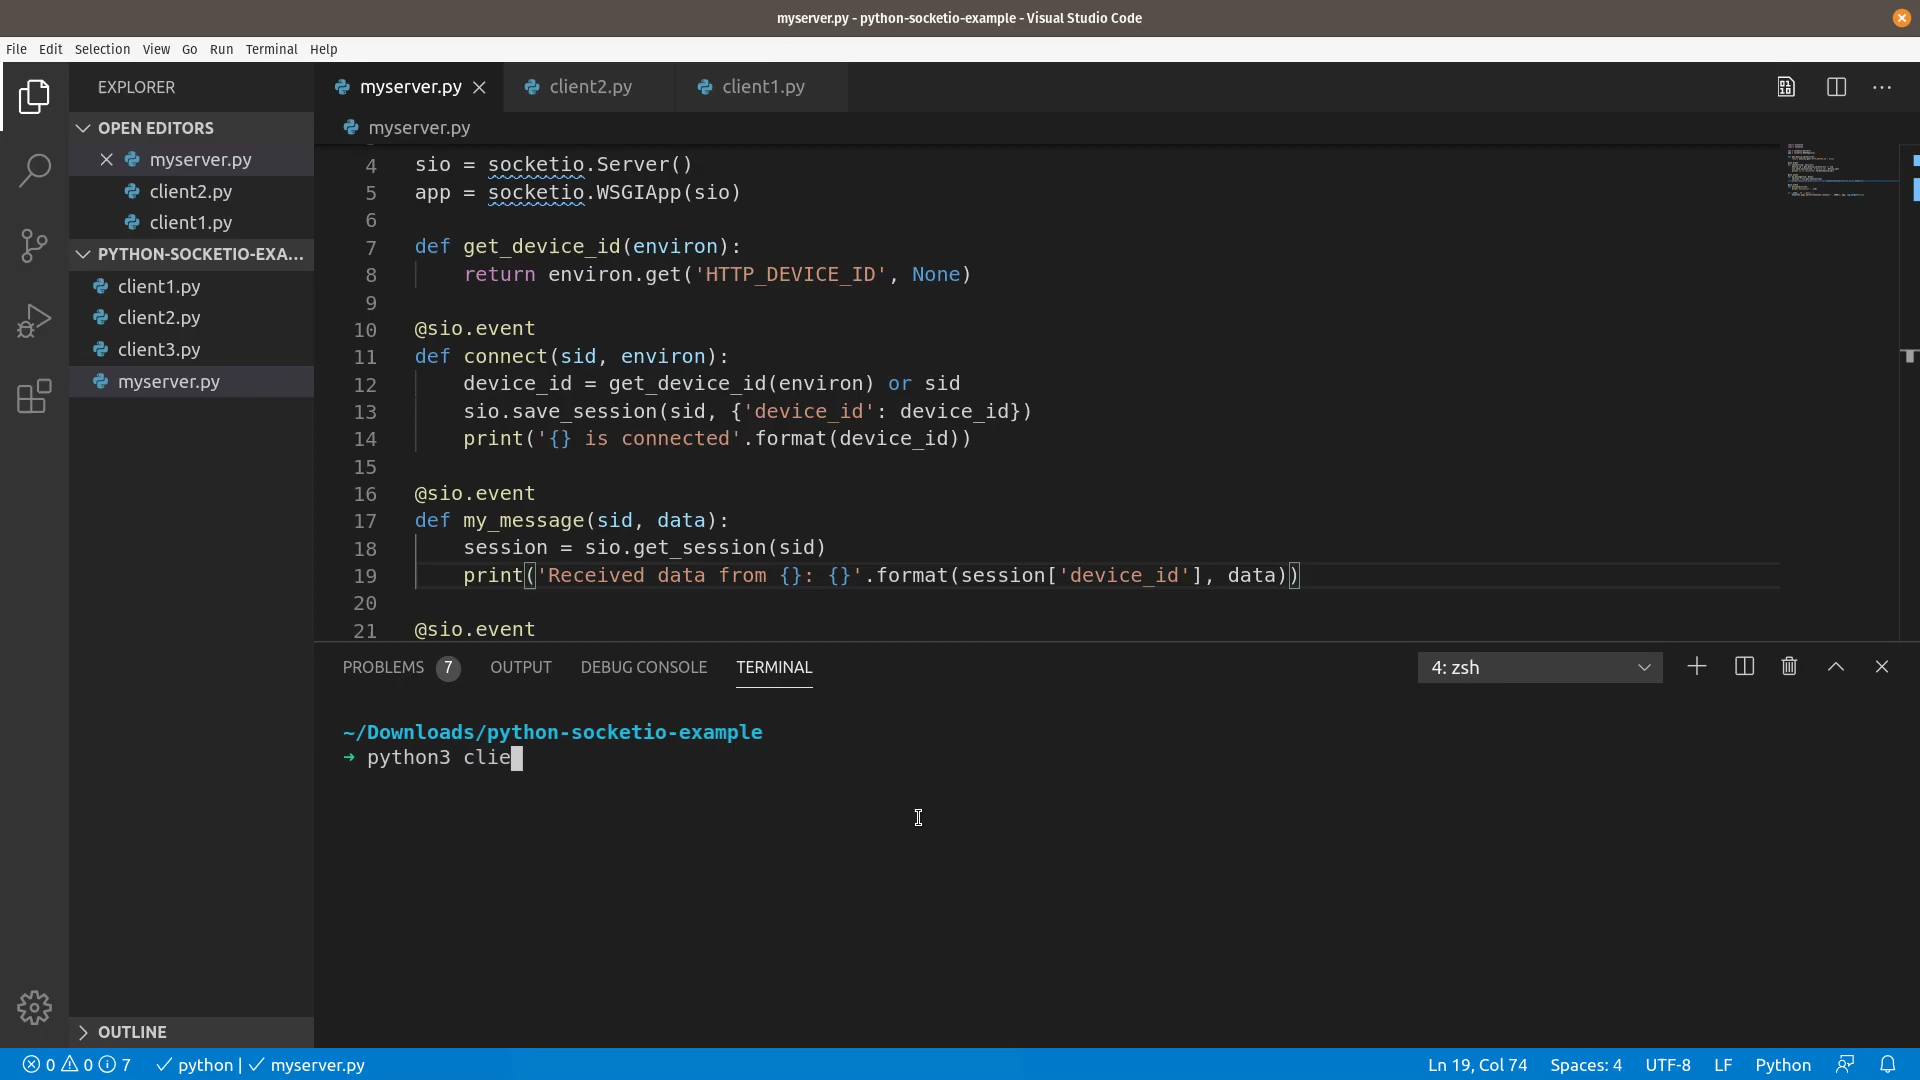 myserver.py - python-socketio-example - Visual Studio Code
File Edit Selection View Go Run Terminal Help
EXPLORER
OPEN EDITORS
myserver.py
client2.py
client1.py
PYTHON-SOCKETIO-EXA...
client1.py
client2.py
client3.py
myserver.py
OUTLINE
myserver.py client2.py client1.py
myserver.py
4 sio = socketio.Server()
5 app = socketio.WSGIApp(sio)
6
7 def get_device_id(environ):
8     return environ.get('HTTP_DEVICE_ID', None)
9
10 @sio.event
11 def connect(sid, environ):
12     device_id = get_device_id(environ) or sid
13     sio.save_session(sid, {'device_id': device_id})
14     print('{} is connected'.format(device_id))
15
16 @sio.event
17 def my_message(sid, data):
18     session = sio.get_session(sid)
19     print('Received data from {}: {}'.format(session['device_id'], data))
20
21 @sio.event
PROBLEMS 7 OUTPUT DEBUG CONSOLE TERMINAL 4: zsh
~/Downloads/python-socketio-example
➜ python3 clie
0 0 7 python | myserver.py Ln 19, Col 74 Spaces: 4 UTF-8 LF Python